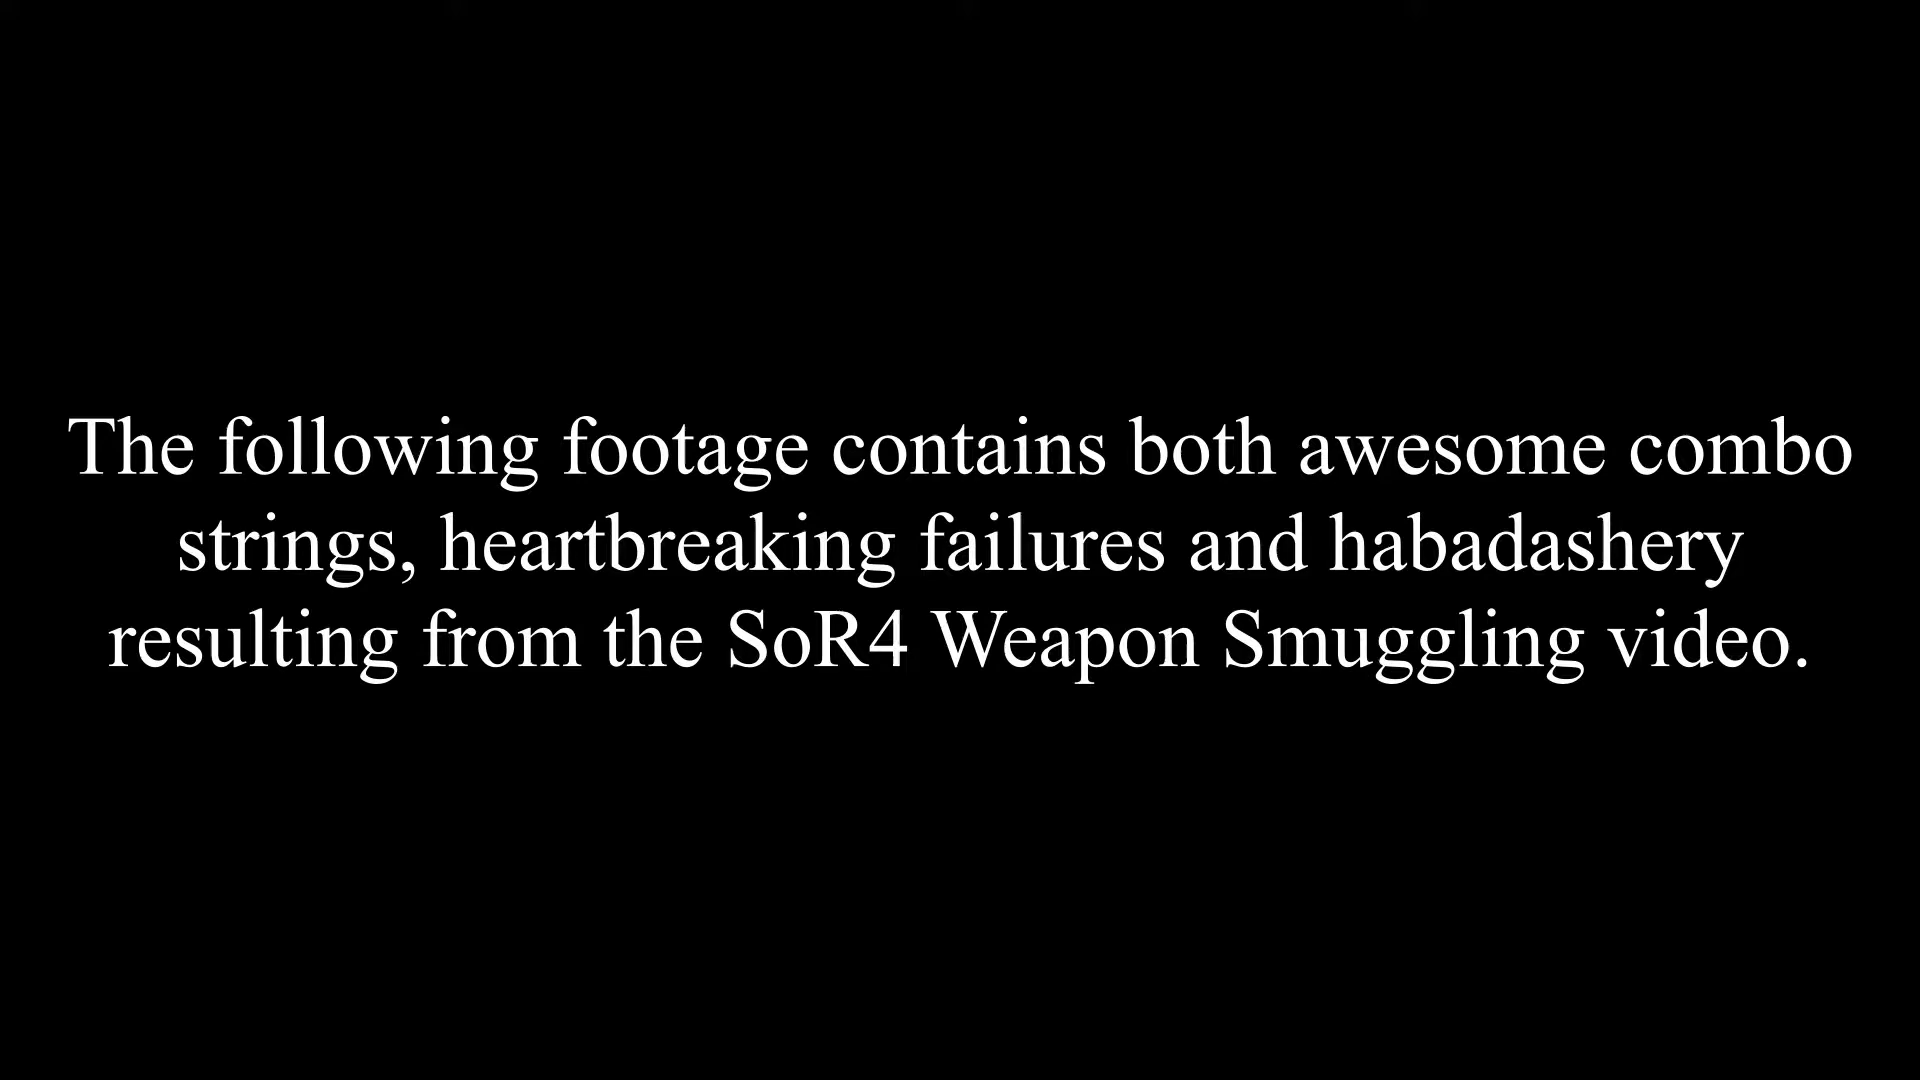 The following footage contains both awesome combo
strings, heartbreaking failures and habadashery
resulting from the SoR4 Weapon Smuggling video.